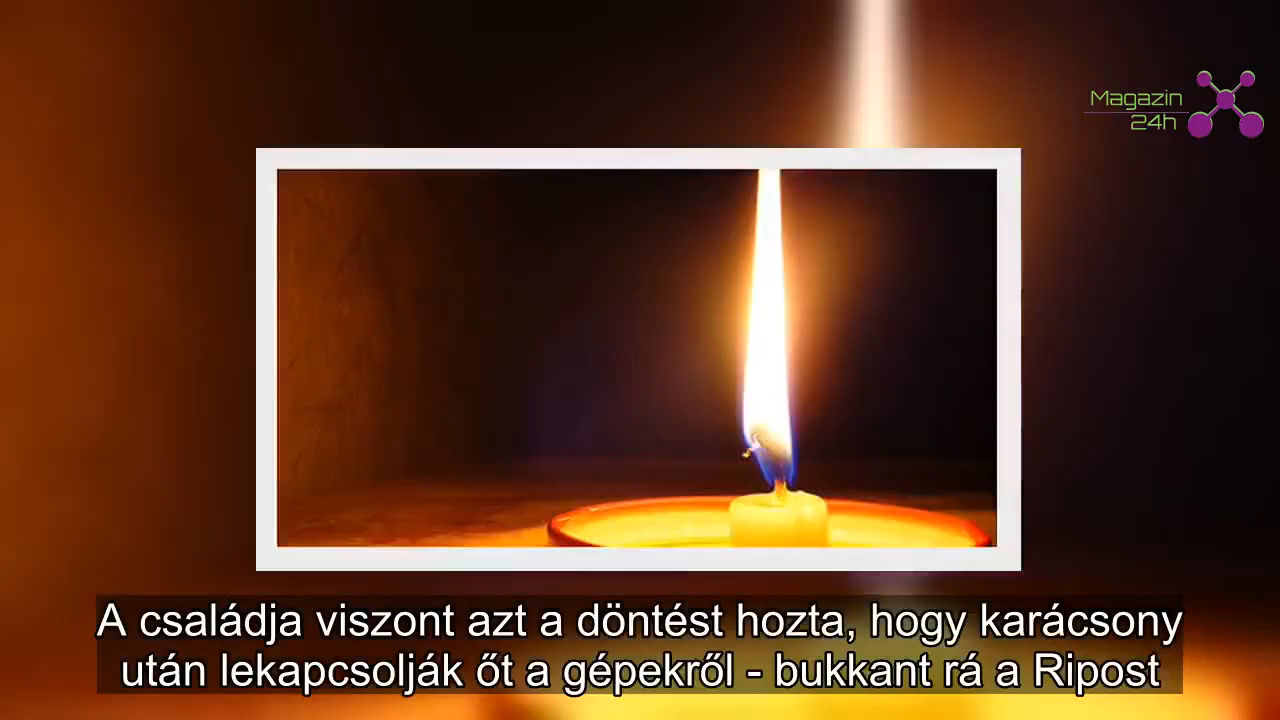 Magazin
24h
A családja viszont azt a döntést hozta, hogy karácsony
után lekapcsolják őt a gépekről - bukkant rá a Ripost